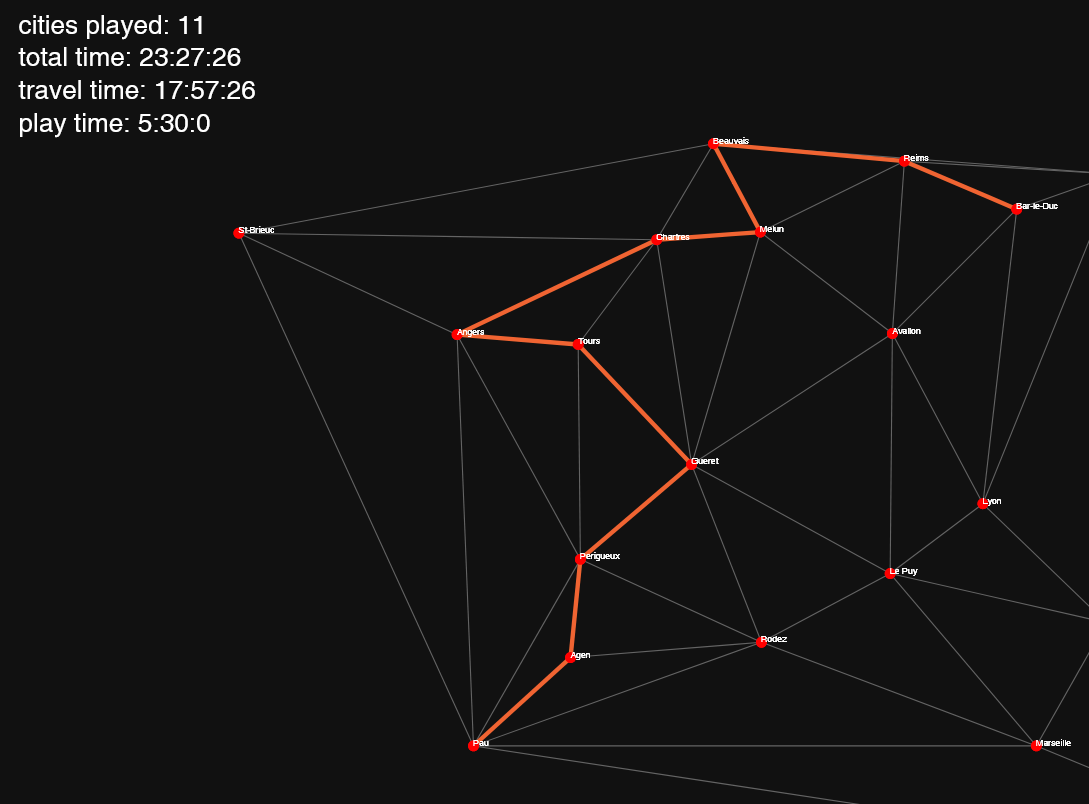 cities played: 11
total time: 23:27:26
travel time: 17:57:26
play time: 5:30:0
Beauvais
Reims
Bar-le-Duc
St-Brieuc
Chartres
Melun
Angers
Tours
Avallon
Gueret
Lyon
Perigueux
Le Puy
Rodez
Agen
Pau
Marseille